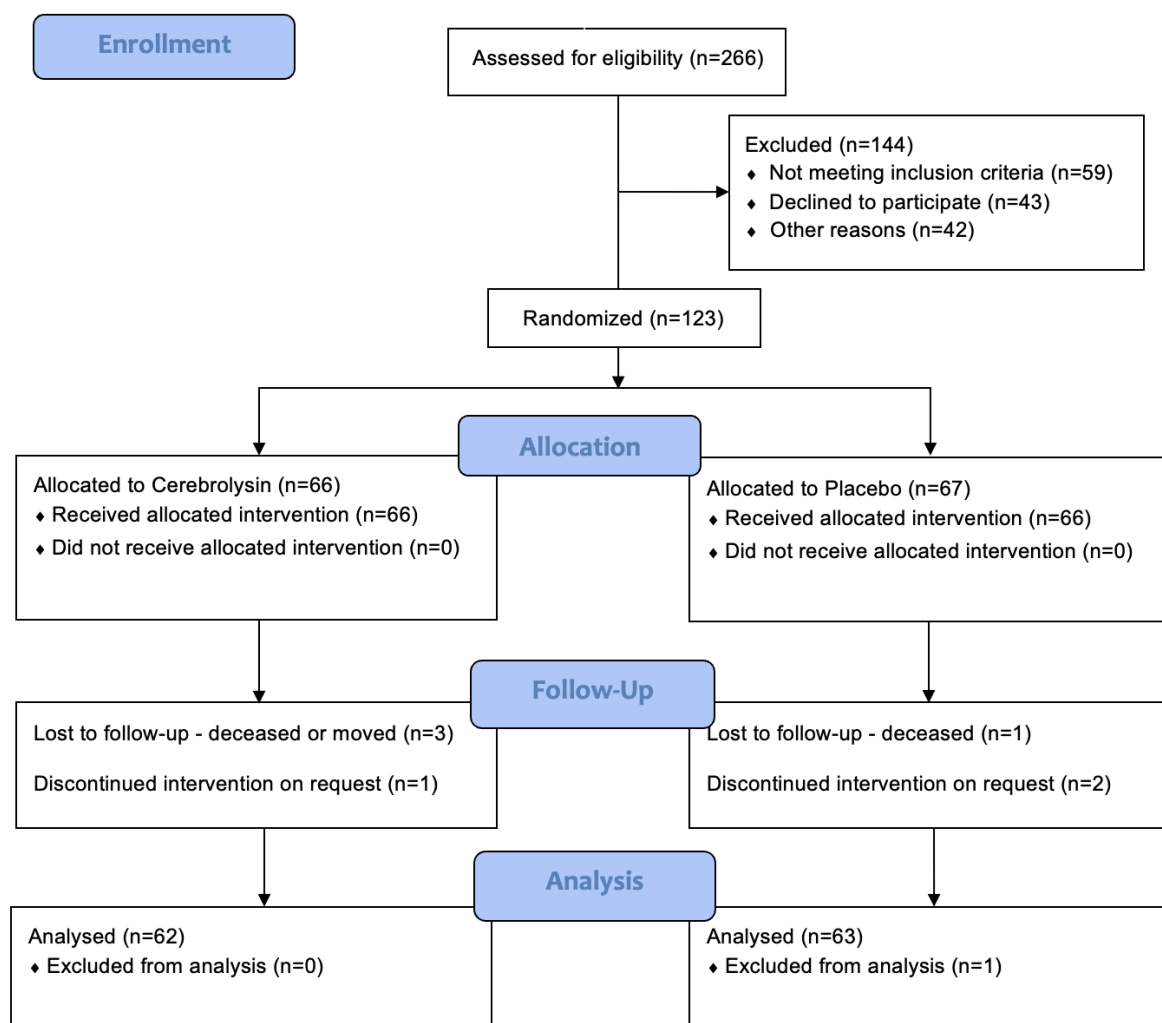 Enrollment
Assessed for eligibility (n=266)
Excluded (n=144)
♦ Not meeting inclusion criteria (n=59)
♦ Declined to participate (n=43)
♦ Other reasons (n=42)
Randomized (n=123)
Allocation
Allocated to Cerebrolysin (n=66)
♦ Received allocated intervention (n=66)
♦ Did not receive allocated intervention (n=0)
Allocated to Placebo (n=67)
♦ Received allocated intervention (n=66)
♦ Did not receive allocated intervention (n=0)
Follow-Up
Lost to follow-up - deceased or moved (n=3)
Discontinued intervention on request (n=1)
Lost to follow-up - deceased (n=1)
Discontinued intervention on request (n=2)
Analysis
Analysed (n=62)
♦ Excluded from analysis (n=0)
Analysed (n=63)
♦ Excluded from analysis (n=1)